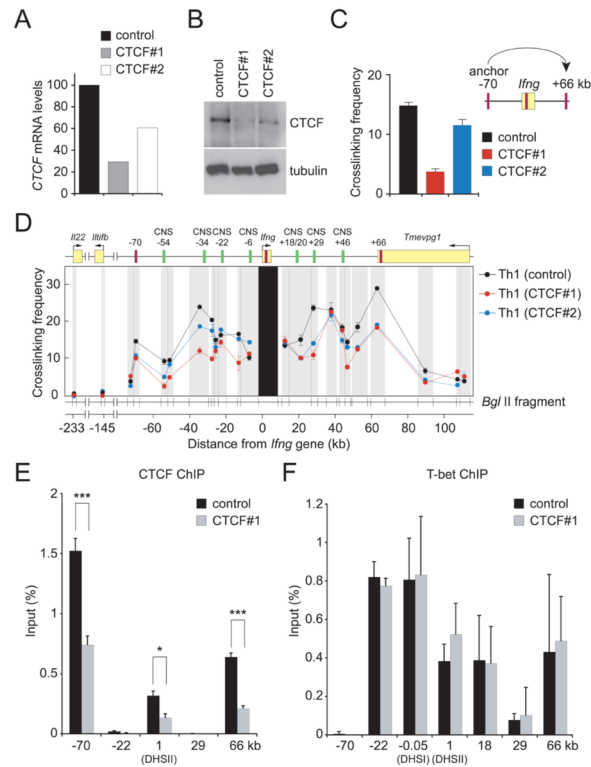 A
control
CTCF#1
CTCF#2
CTCF mRNA levels
100
80
60
40
20
0
B
control
CTCF#1
CTCF#2
CTCF
tubulin
C
Crosslinking frequency
20
10
0
control
CTCF#1
CTCF#2
anchor
-70
Ifng
+66 kb
D
Il22
Iltifb
-70
CNS
-54
CNS
-34
CNS
-22
CNS
-6
Ifng
CNS
+18/20
CNS
+29
CNS
+46
+66
Tmevpg1
Crosslinking frequency
30
20
10
0
Th1 (control)
Th1 (CTCF#1)
Th1 (CTCF#2)
Bgl II fragment
-233
-145
-60
-40
-20
0
20
40
60
80
100
Distance from Ifng gene (kb)
E
CTCF ChIP
control
CTCF#1
Input (%)
2
1.5
1
0.5
0
***
*
***
-70
-22
1
(DHSII)
29
66 kb
F
T-bet ChIP
control
CTCF#1
Input (%)
1.2
1
0.8
0.6
0.4
0.2
0
-70
-22
-0.05
(DHSI)
1
(DHSII)
18
29
66 kb